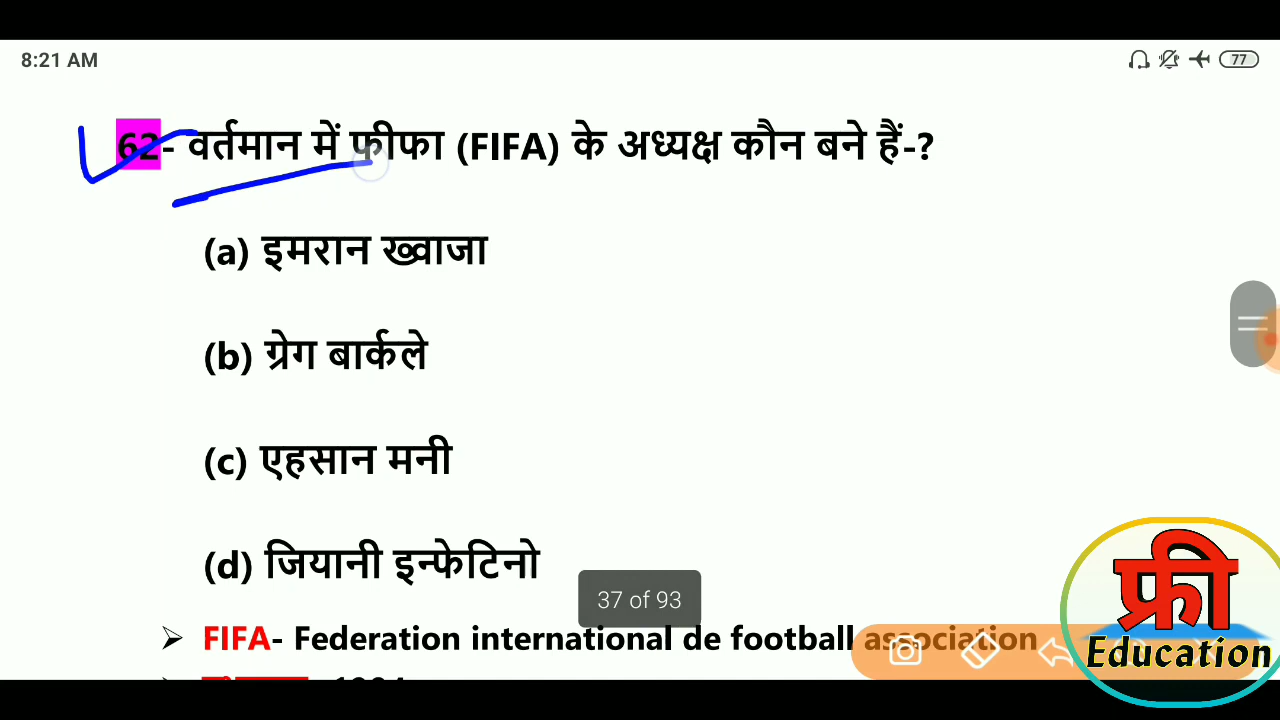 8:21 AM
77
62- वर्तमान में फीफा (FIFA) के अध्यक्ष कौन बने हैं-?
(a) इमरान ख्वाजा
(b) ग्रेग बार्कले
(c) एहसान मनी
(d) जियानी इन्फेटिनो
37 of 93
FIFA- Federation international de football association
फ्री
Education